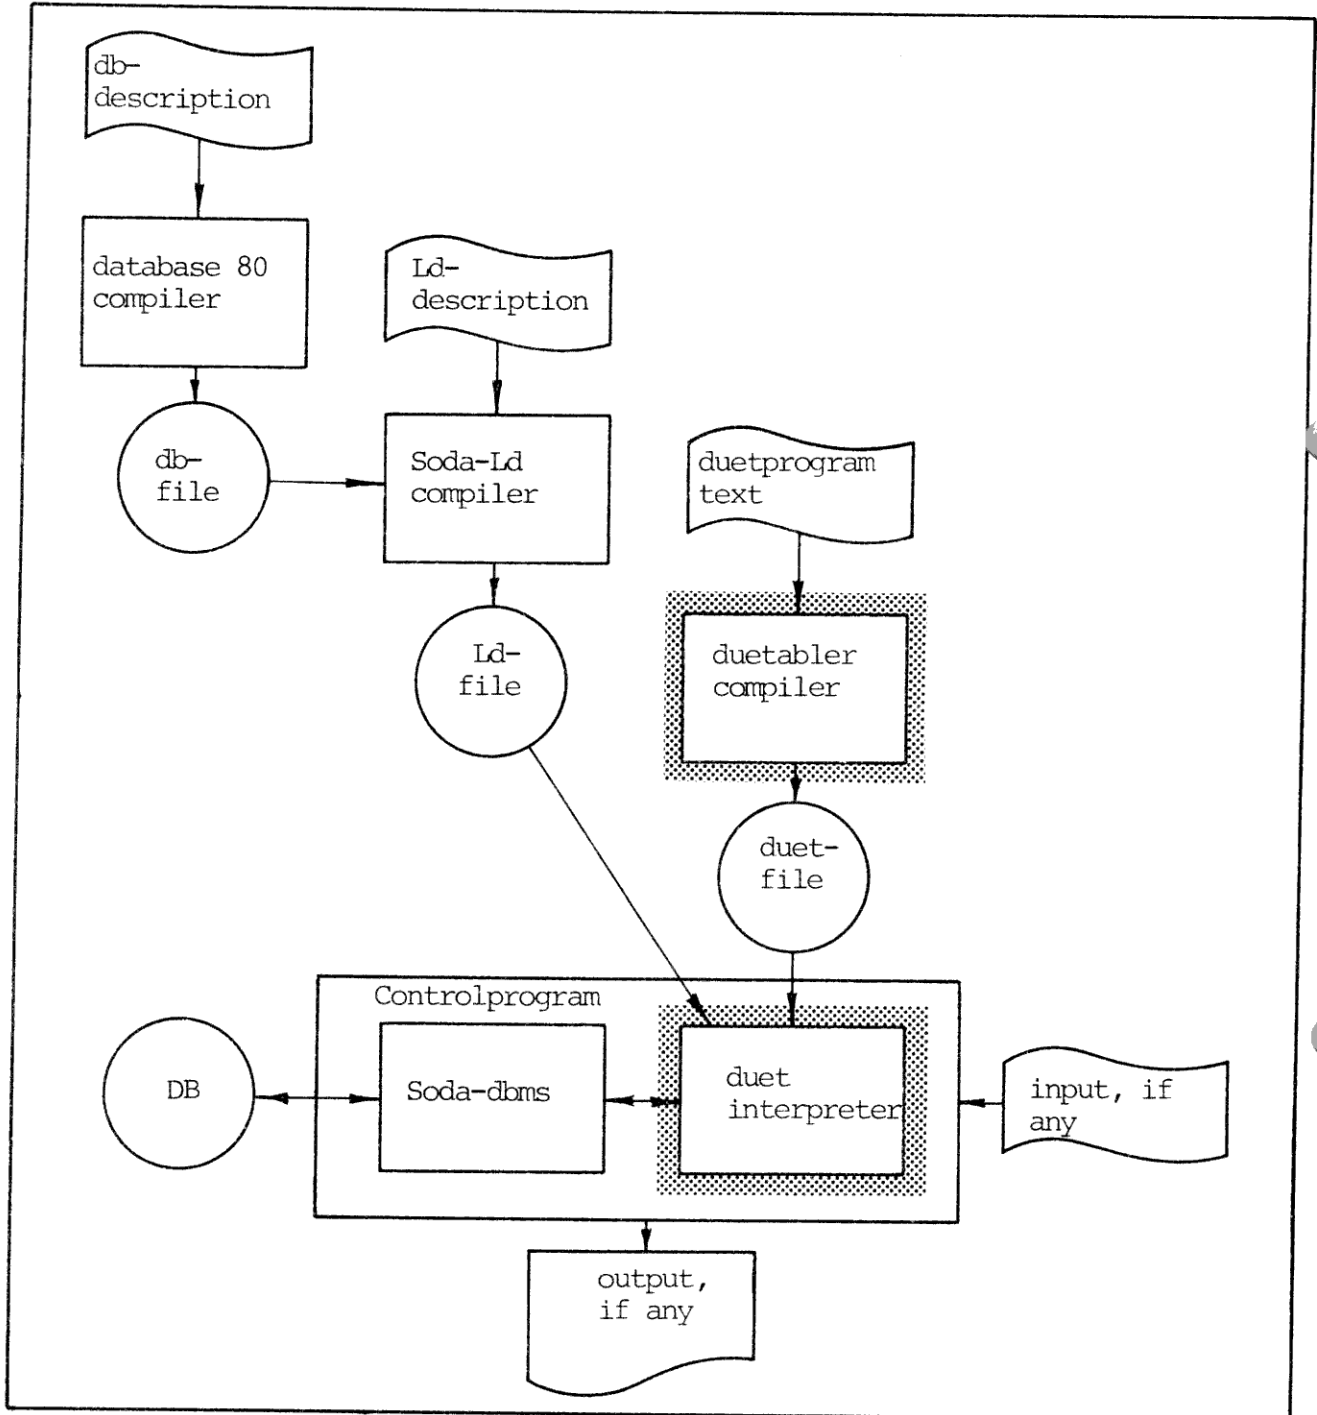 db-
description
database 80
compiler
Ld-
description
db-
file
Soda-Ld
compiler
duetprogram
text
Ld-
file
duetabler
compiler
duet-
file
Controlprogram
DB
Soda-dbms
duet
interpreter
input, if
any
output,
if any